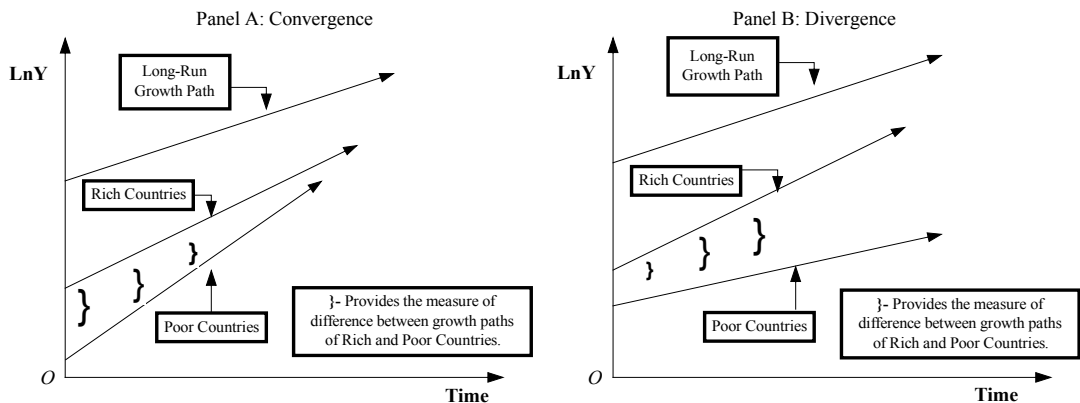 Panel A: Convergence
LnY
Long-Run
Growth Path
Rich Countries
}
}
}
Poor Countries
}- Provides the measure of
difference between growth paths
of Rich and Poor Countries.
O
Time
Panel B: Divergence
LnY
Long-Run
Growth Path
Rich Countries
}
}
}
Poor Countries
}- Provides the measure of
difference between growth paths
of Rich and Poor Countries.
O
Time